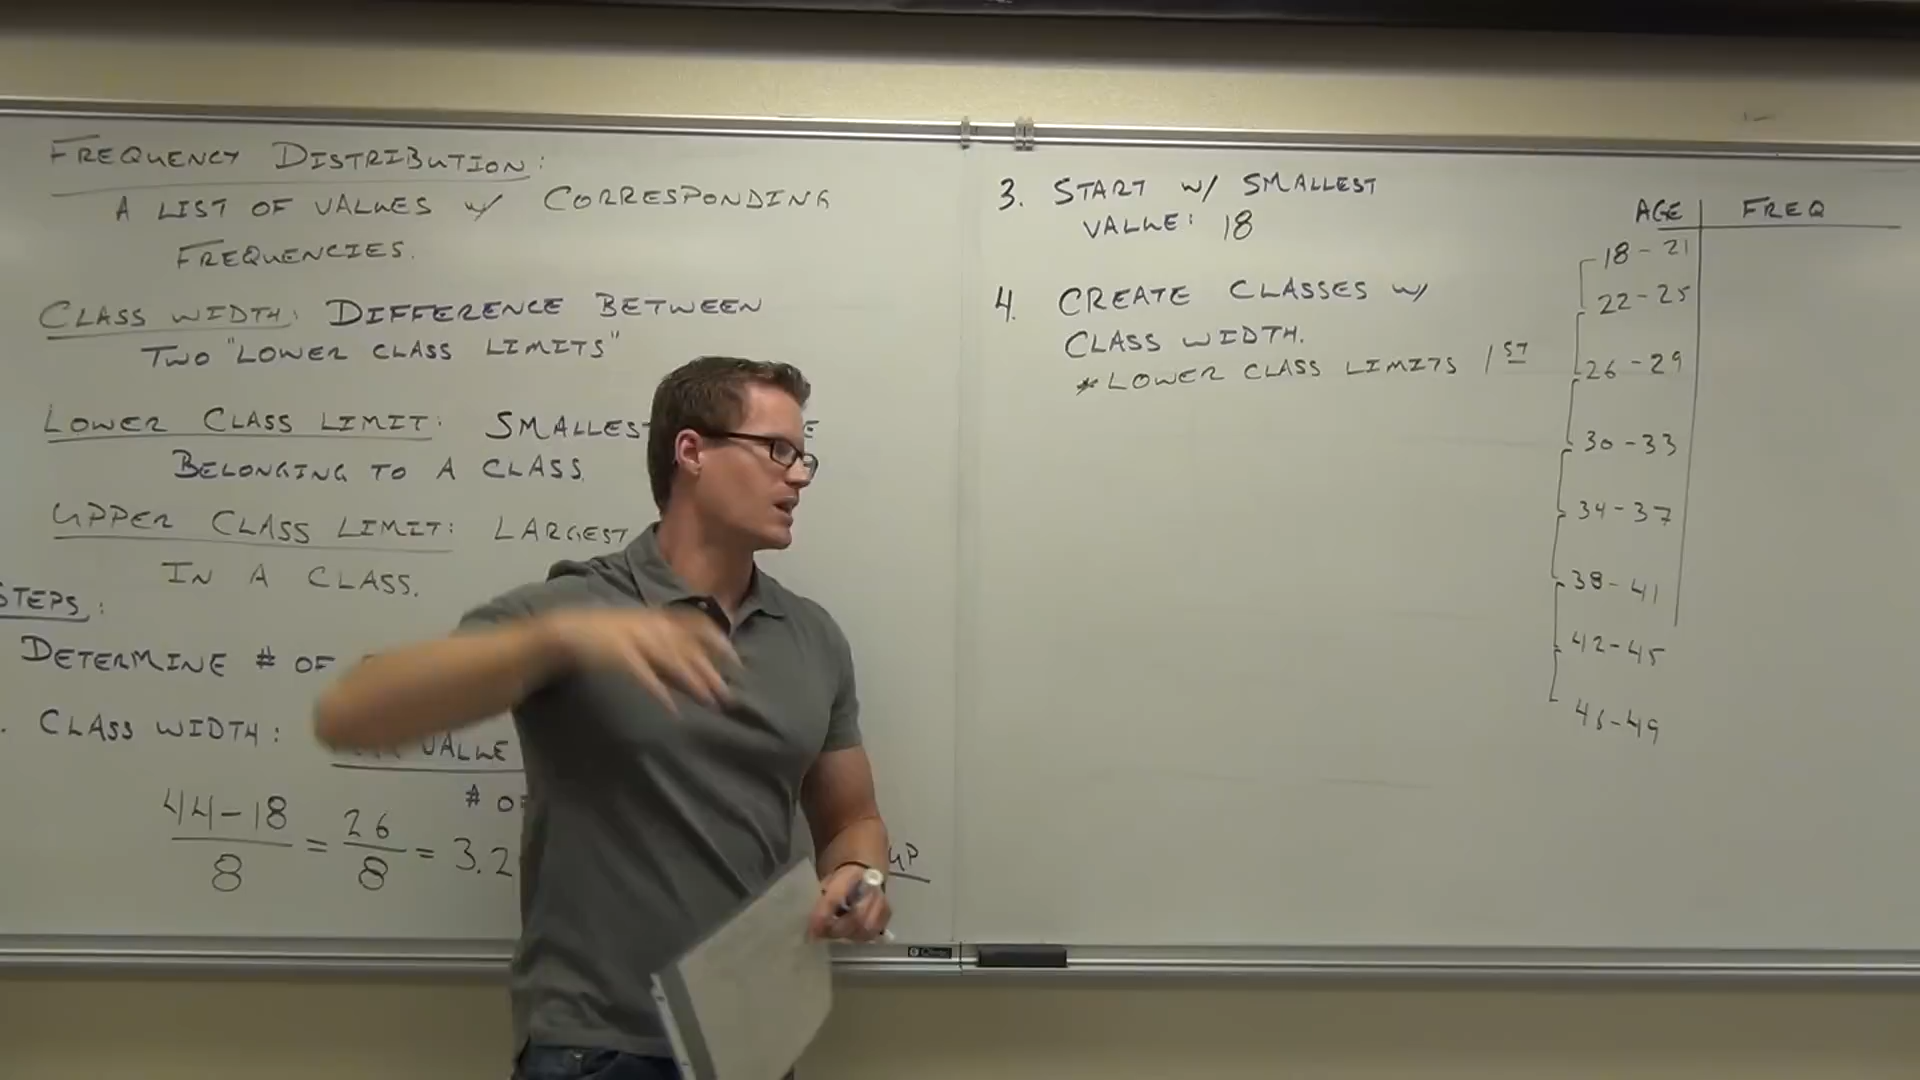 FREQUENCY DISTRIBUTION:
A LIST OF VALUES W/ CORRESPONDING
FREQUENCIES.
CLASS WIDTH: DIFFERENCE BETWEEN
TWO "LOWER CLASS LIMITS"
LOWER CLASS LIMIT:
BELONGING TO A CLASS.
UPPER CLASS LIMIT: LARGEST
IN A CLASS.
STEPS:
DETERMINE # OF
CLASS WIDTH: VALUE
# OF
44-18
8
= 26
8
= 3.2
UP
3. START W/ SMALLEST
VALUE: 18
4. CREATE CLASSES W/
CLASS WIDTH.
*LOWER CLASS LIMITS 1ST
AGE FREQ
18-21
22-25
26-29
30-33
34-37
38-41
42-45
46-49